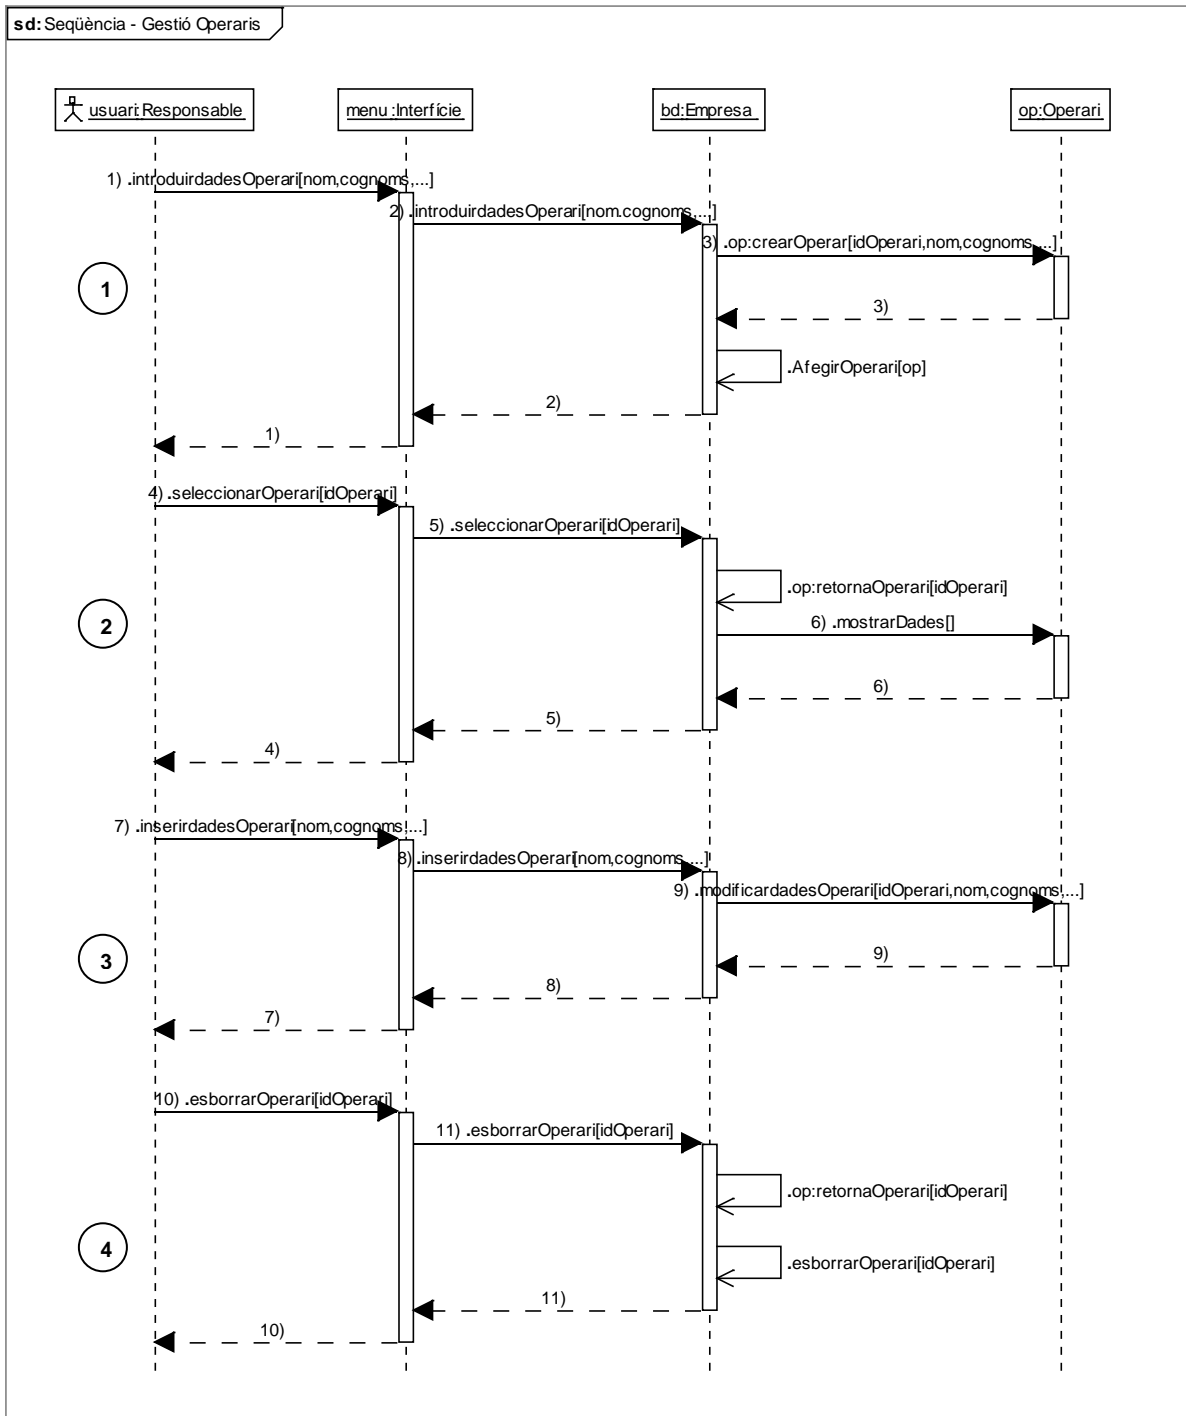 sd: Seqüència - Gestió Operaris
usuari:Responsable
menu :Interfície
bd:Empresa
op:Operari
1) .introduirdadesOperari[nom,cognoms,...]
2) .introduirdadesOperari[nom.cognoms,...]
3) .op:crearOperar[idOperari,nom,cognoms,...]
1
3)
.AfegirOperari[op]
2)
1)
4) .seleccionarOperari[idOperari]
5) .seleccionarOperari[idOperari]
.op:retornaOperari[idOperari]
2
6) .mostrarDades[]
6)
5)
4)
7) .inserirdadesOperari[nom,cognoms,...]
8) .inserirdadesOperari[nom,cognoms,...]
9) .modificardadesOperari[idOperari,nom,cognoms,...]
3
9)
8)
7)
10) .esborrarOperari[idOperari]
11) .esborrarOperari[idOperari]
.op:retornaOperari[idOperari]
4
.esborrarOperari[idOperari]
11)
10)